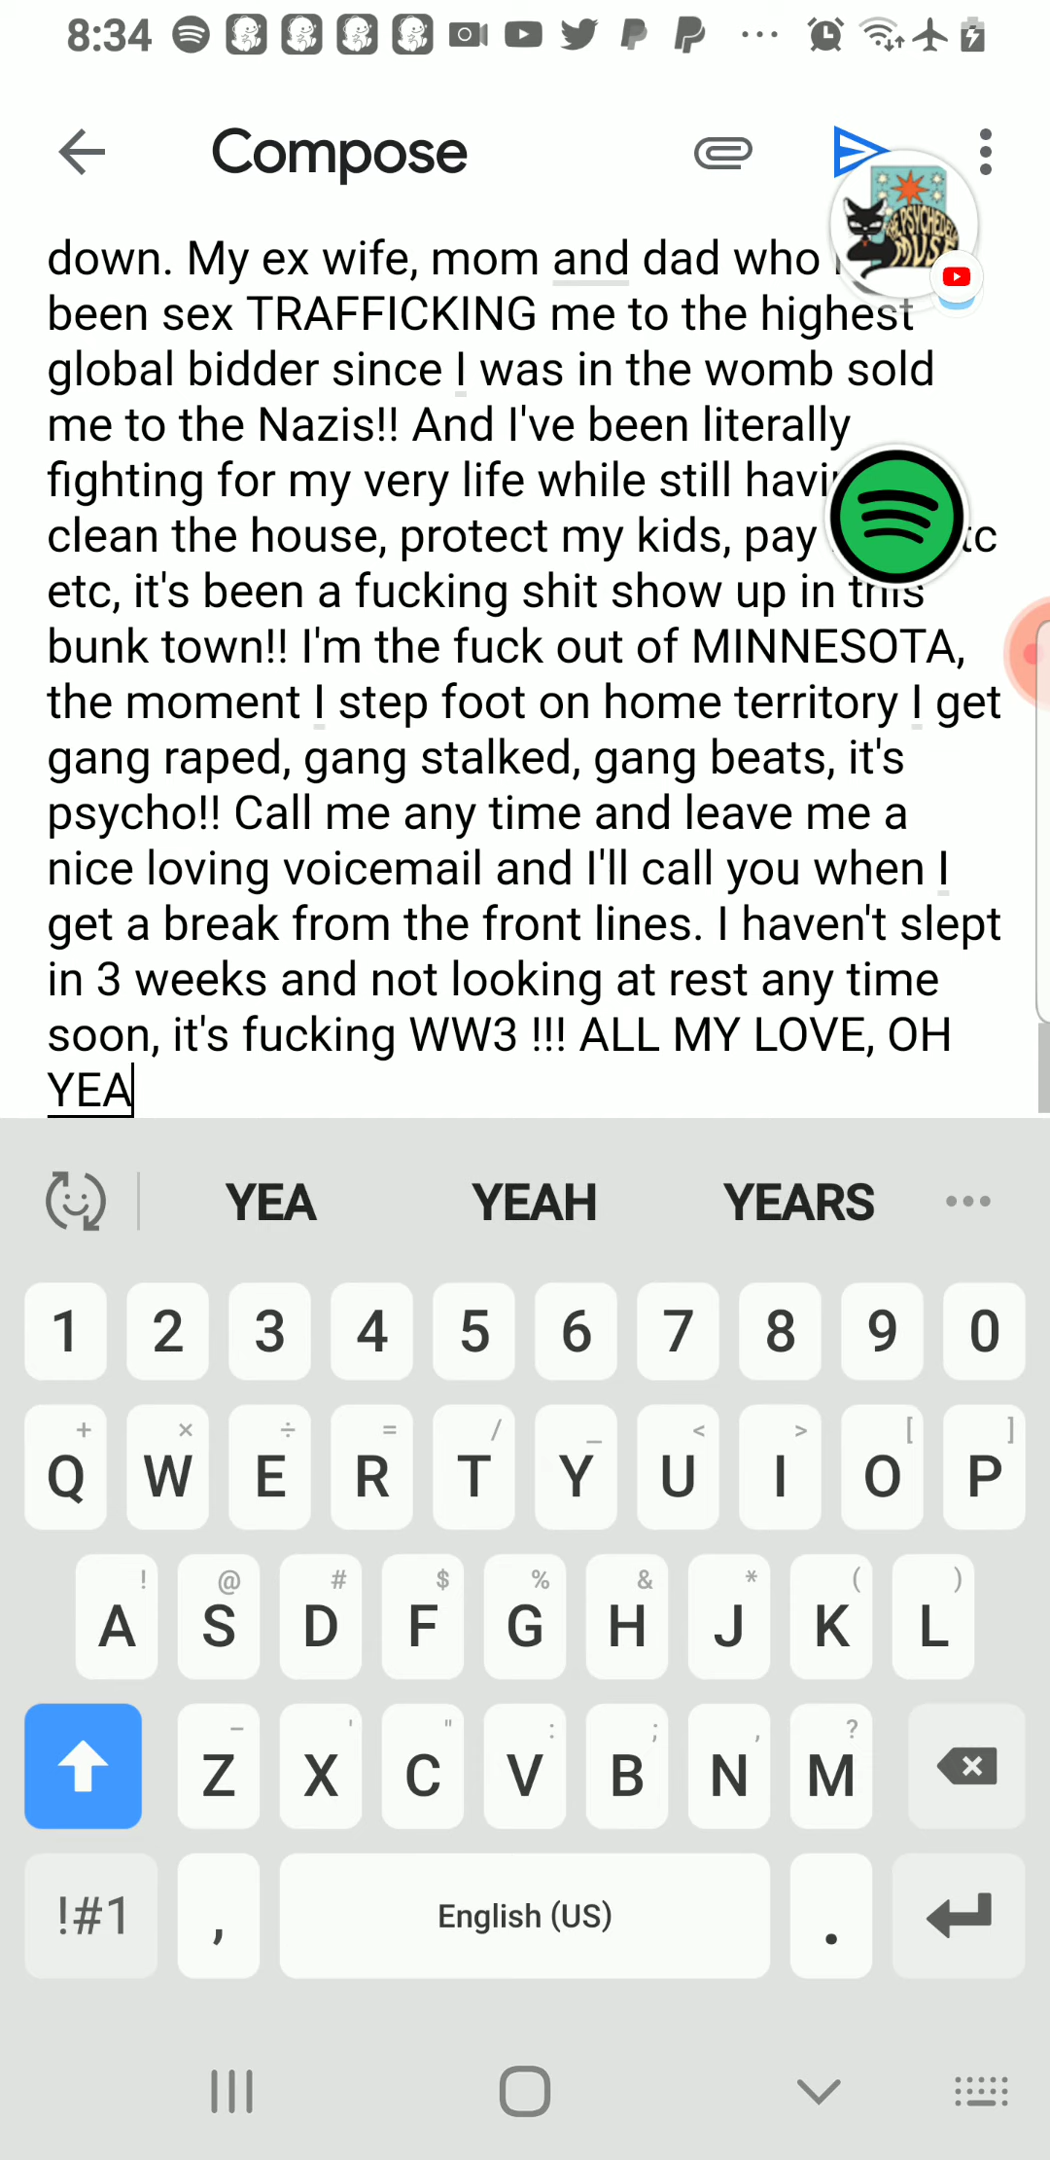 8:34
Compose
down. My ex wife, mom and dad who
been sex TRAFFICKING me to the highest
global bidder since I was in the womb sold
me to the Nazis!! And I've been literally
fighting for my very life while still
clean the house, protect my kids, pay
etc, it's been a fucking shit show up in this
bunk town!! I'm the fuck out of MINNESOTA,
the moment I step foot on home territory I get
gang raped, gang stalked, gang beats, it's
psycho!! Call me any time and leave me a
nice loving voicemail and I'll call you when I
get a break from the front lines. I haven't slept
in 3 weeks and not looking at rest any time
soon, it's fucking WW3 !!! ALL MY LOVE, OH
YEA
YEA YEAH YEARS
1 2 3 4 5 6 7 8 9 0
+ × ÷ = / _ < > [ ]
Q W E R T Y U I O P
! @ # $ % & * ( )
A S D F G H J K L
- ' " : ; , ?
Z X C V B N M
!#1 , English (US) .